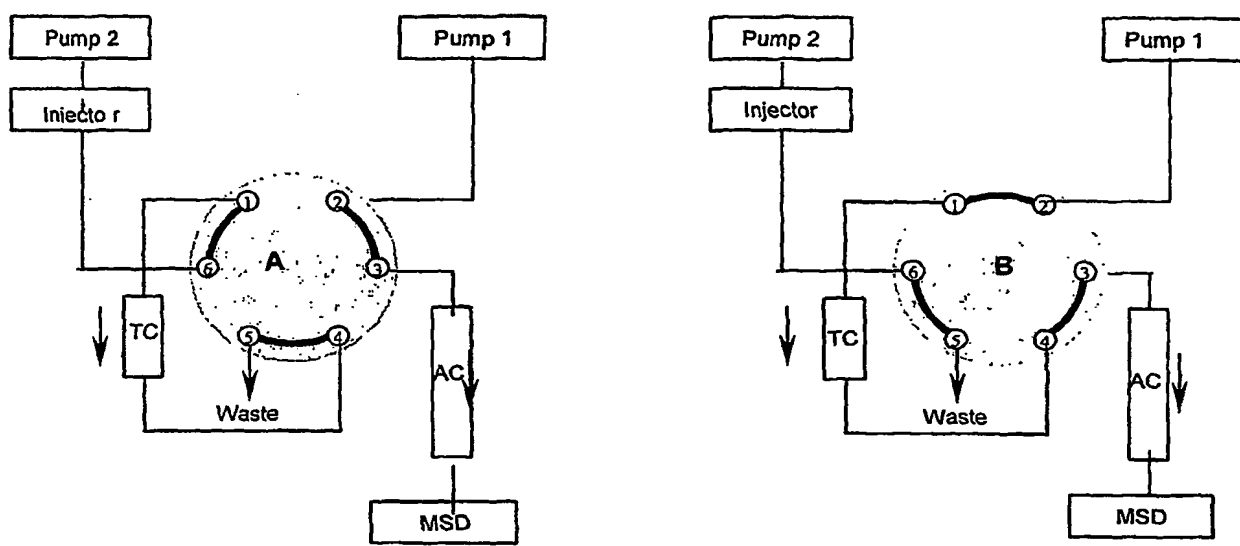 Pump 2
Pump 1
Injecto r
1
2
A
6
3
TC
5
4
AC
Waste
MSD
Pump 2
Pump 1
Injector
1
2
B
6
3
TC
5
4
AC
Waste
MSD